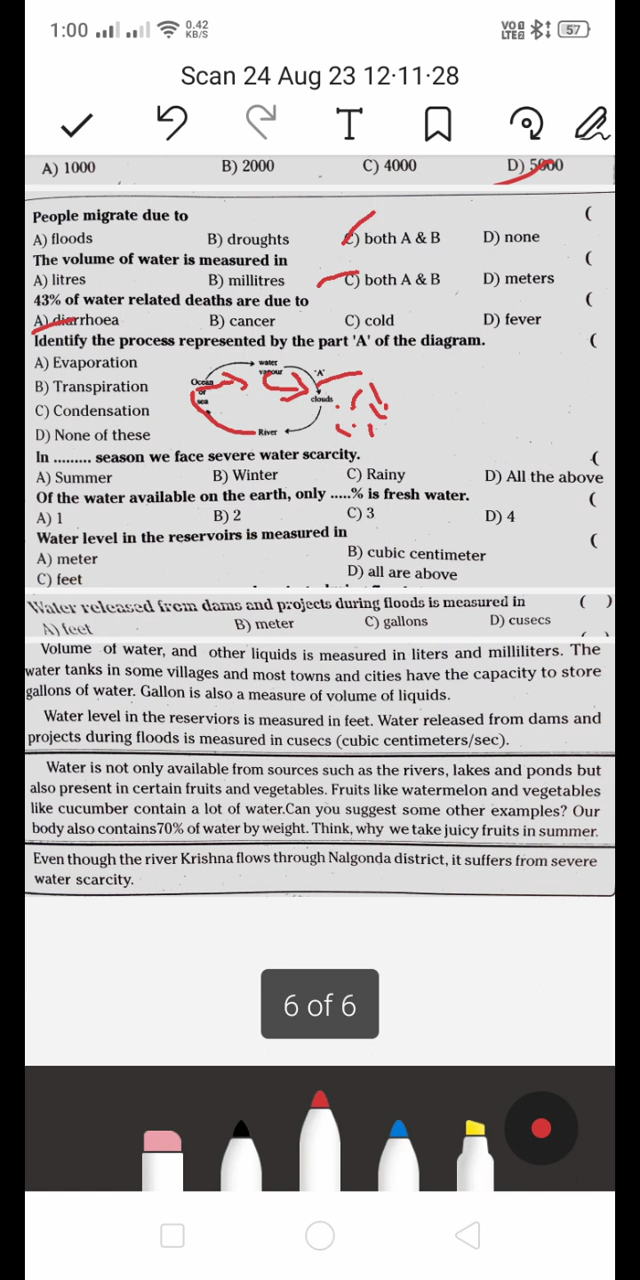 1:00 0.42 KB/S VO LTE 57
Scan 24 Aug 23 12·11·28
T
A) 1000 B) 2000 C) 4000 D) 5000
People migrate due to (
A) floods B) droughts C) both A & B D) none
The volume of water is measured in (
A) litres B) millitres C) both A & B D) meters
43% of water related deaths are due to (
A) diarrhoea B) cancer C) cold D) fever
Identify the process represented by the part 'A' of the diagram. (
A) Evaporation
B) Transpiration
C) Condensation
D) None of these
water vapour
'A'
Ocean or sea
clouds
River
In ......... season we face severe water scarcity. (
A) Summer B) Winter C) Rainy D) All the above
Of the water available on the earth, only .....% is fresh water. (
A) 1 B) 2 C) 3 D) 4
Water level in the reservoirs is measured in (
A) meter B) cubic centimeter
C) feet D) all are above
Water released from dams and projects during floods is measured in ( )
A) feet B) meter C) gallons D) cusecs
Volume of water, and other liquids is measured in liters and milliliters. The
water tanks in some villages and most towns and cities have the capacity to store
gallons of water. Gallon is also a measure of volume of liquids.
Water level in the reserviors is measured in feet. Water released from dams and
projects during floods is measured in cusecs (cubic centimeters/sec).
Water is not only available from sources such as the rivers, lakes and ponds but
also present in certain fruits and vegetables. Fruits like watermelon and vegetables
like cucumber contain a lot of water.Can you suggest some other examples? Our
body also contains70% of water by weight. Think, why we take juicy fruits in summer.
Even though the river Krishna flows through Nalgonda district, it suffers from severe
water scarcity.
6 of 6